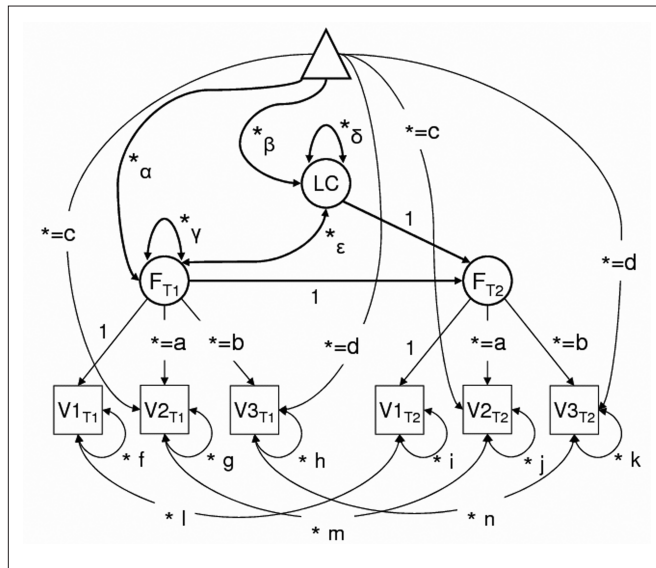 *=c
*δ
*β
*α
LC
1
*=c
*γ
*ε
*=d
FT1
FT2
1
1
*=a
*=b
*=d
1
*=a
*=b
V1T1
V2T1
V3T1
V1T2
V2T2
V3T2
* f
* g
* h
* i
* j
* k
* l
* m
* n